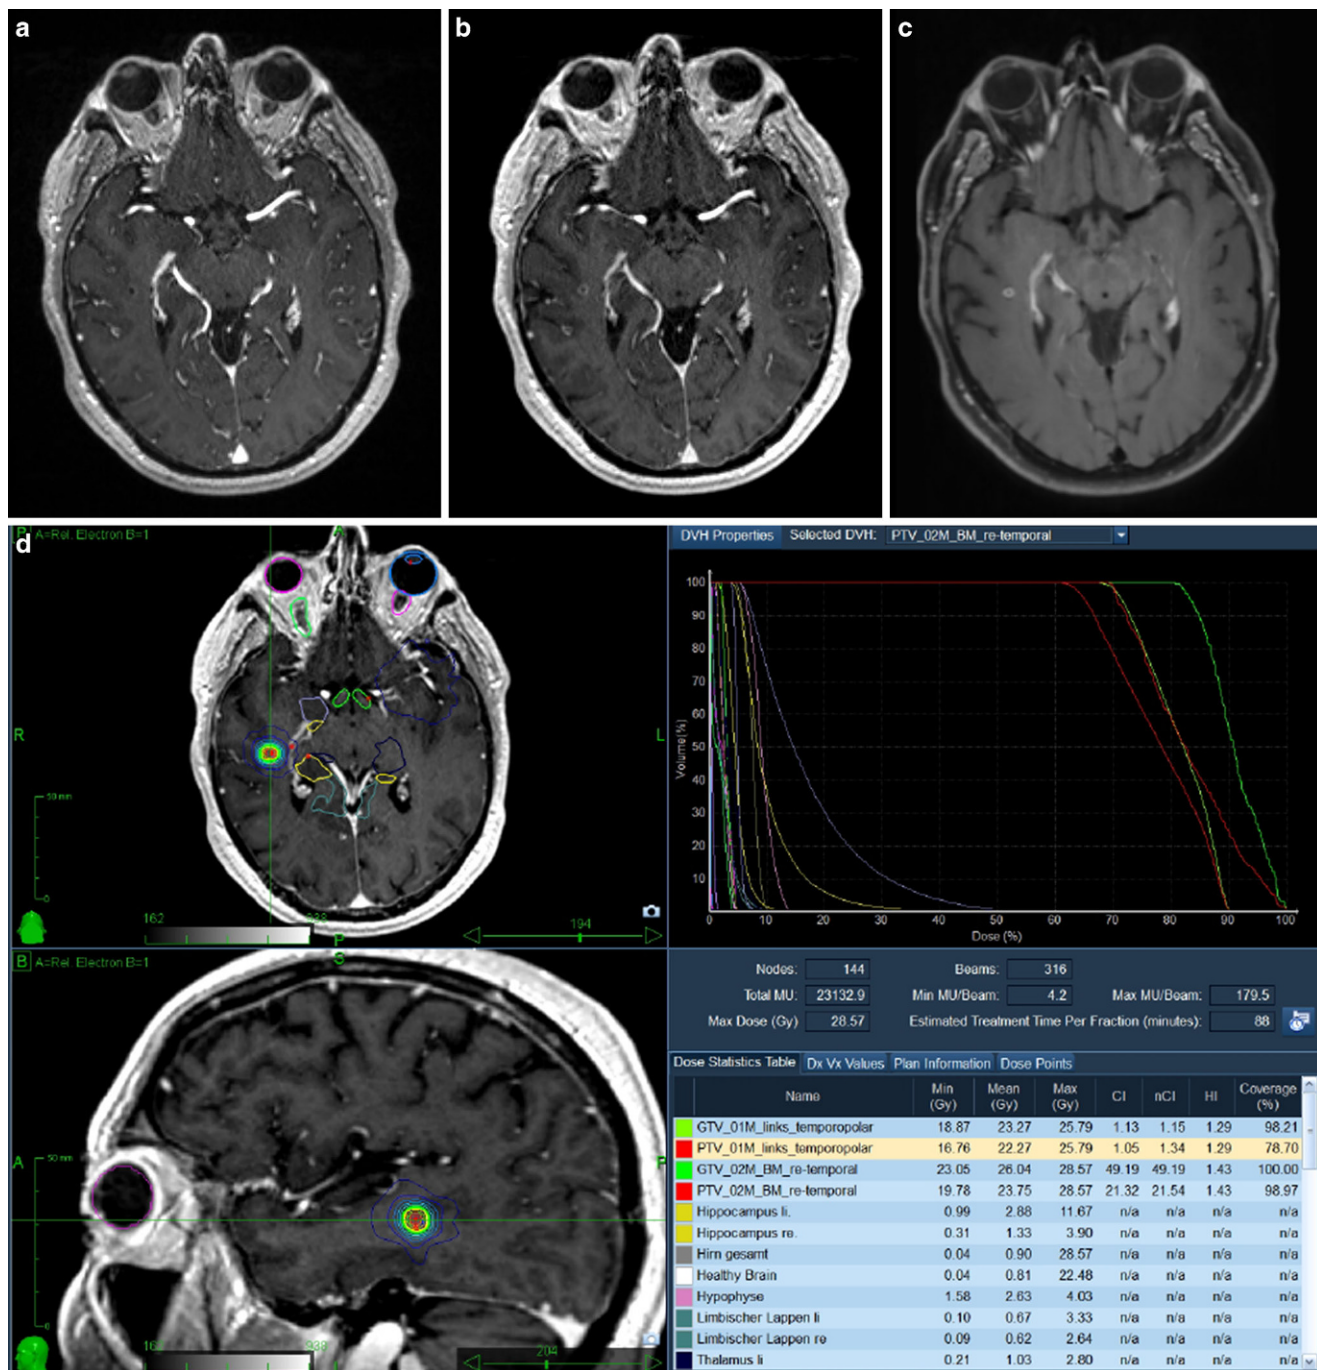 a
b
c
d
A=Rel. Electron B=1
A
R
L
50 mm
162
P
194
DVH Properties
Selected DVH:
PTV_02M_BM_re-temporal
Volume(%)
100
90
80
70
60
50
40
30
20
10
0 10 20 30 40 50 60 70 80 90 100
Dose (%)
B A=Rel. Electron B=1
S
A
P
50 mm
204
Nodes: 144 Beams: 316
Total MU: 23132.9 Min MU/Beam: 4.2 Max MU/Beam: 179.5
Max Dose (Gy) 28.57 Estimated Treatment Time Per Fraction (minutes): 88
Dose Statistics Table Dx Vx Values Plan Information Dose Points
Name Min (Gy) Mean (Gy) Max (Gy) CI nCI HI Coverage (%)
GTV_01M_links_temporopolar 18.87 23.27 25.79 1.13 1.15 1.29 98.21
PTV_01M_links_temporopolar 16.76 22.27 25.79 1.05 1.34 1.29 78.70
GTV_02M_BM_re-temporal 23.05 26.04 28.57 49.19 49.19 1.43 100.00
PTV_02M_BM_re-temporal 19.78 23.75 28.57 21.32 21.54 1.43 98.97
Hippocampus li. 0.99 2.88 11.67 n/a n/a n/a n/a
Hippocampus re. 0.31 1.33 3.90 n/a n/a n/a n/a
Hirn gesamt 0.04 0.90 28.57 n/a n/a n/a n/a
Healthy Brain 0.04 0.81 22.48 n/a n/a n/a n/a
Hypophyse 1.58 2.63 4.03 n/a n/a n/a n/a
Limbischer Lappen li 0.10 0.67 3.33 n/a n/a n/a n/a
Limbischer Lappen re 0.09 0.62 2.64 n/a n/a n/a n/a
Thalamus li 0.21 1.03 2.80 n/a n/a n/a n/a